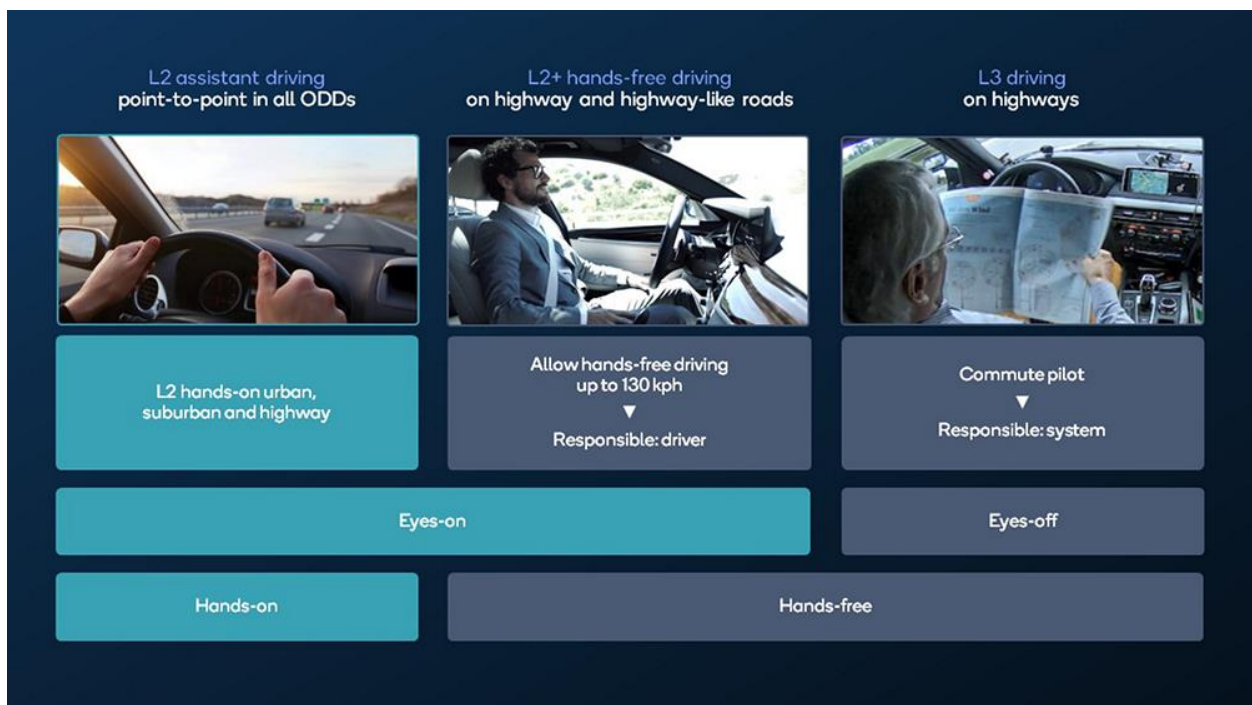 L2 assistant driving
point-to-point in all ODDs
L2+ hands-free driving
on highway and highway-like roads
L3 driving
on highways
L2 hands-on urban,
suburban and highway
Allow hands-free driving
up to 130 kph
▼
Responsible: driver
Commute pilot
▼
Responsible: system
Eyes-on
Eyes-off
Hands-on
Hands-free